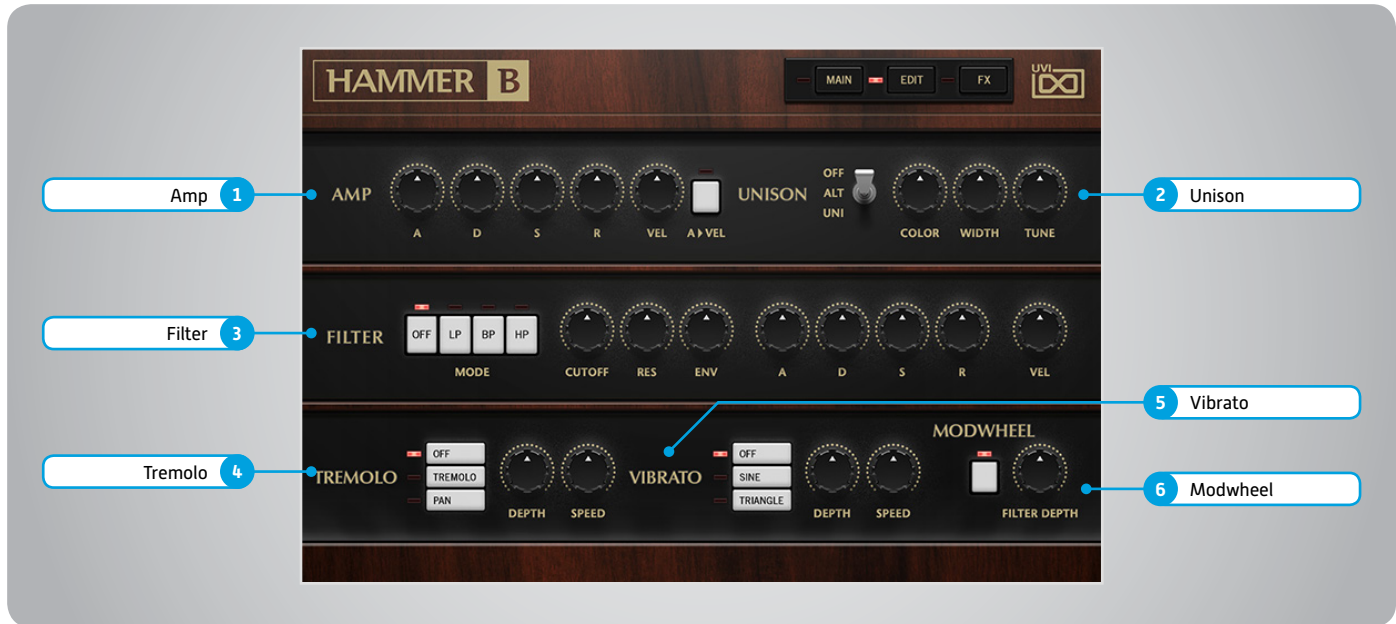 HAMMER B
MAIN
EDIT
FX
UVI
Amp 1
AMP
A
D
S
R
VEL
A▶VEL
UNISON
OFF
ALT
UNI
COLOR
WIDTH
TUNE
2 Unison
Filter 3
FILTER
OFF
LP
BP
HP
MODE
CUTOFF
RES
ENV
A
D
S
R
VEL
5 Vibrato
Tremolo 4
TREMOLO
OFF
TREMOLO
PAN
DEPTH
SPEED
VIBRATO
OFF
SINE
TRIANGLE
DEPTH
SPEED
MODWHEEL
FILTER DEPTH
6 Modwheel